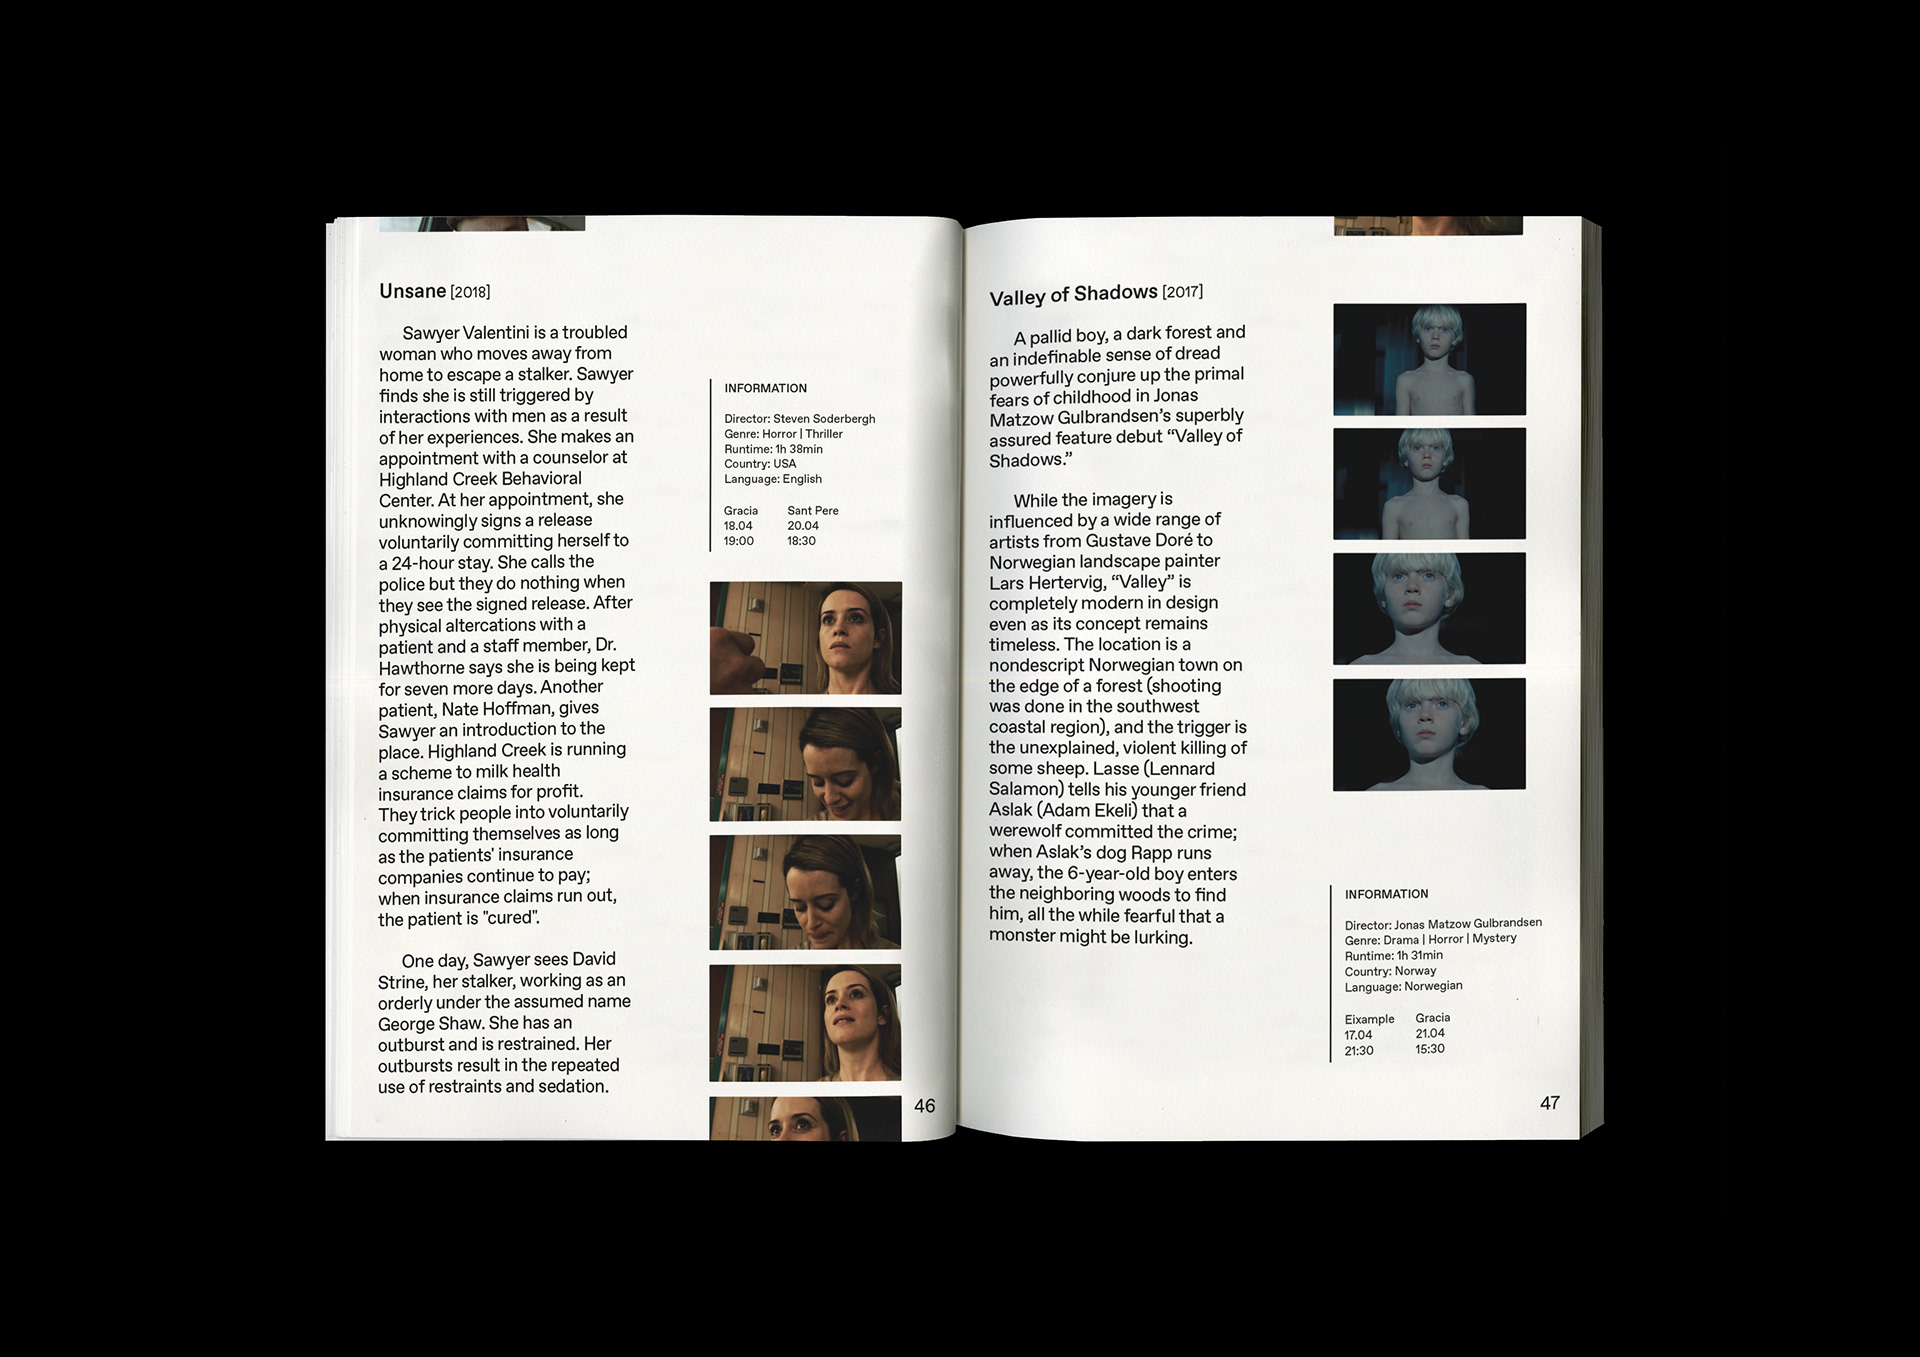 Unsane [2018]
Sawyer Valentini is a troubled
woman who moves away from
home to escape a stalker. Sawyer
finds she is still triggered by
interactions with men as a result
of her experiences. She makes an
appointment with a counselor at
Highland Creek Behavioral
Center. At her appointment, she
unknowingly signs a release
voluntarily committing herself to
a 24-hour stay. She calls the
police but they do nothing when
they see the signed release. After
physical altercations with a
patient and a staff member, Dr.
Hawthorne says she is being kept
for seven more days. Another
patient, Nate Hoffman, gives
Sawyer an introduction to the
place. Highland Creek is running
a scheme to milk health
insurance claims for profit.
They trick people into voluntarily
committing themselves as long
as the patients' insurance
companies continue to pay;
when insurance claims run out,
the patient is "cured".
One day, Sawyer sees David
Strine, her stalker, working as an
orderly under the assumed name
George Shaw. She has an
outburst and is restrained. Her
outbursts result in the repeated
use of restraints and sedation.
INFORMATION
Director: Steven Soderbergh
Genre: Horror | Thriller
Runtime: 1h 38min
Country: USA
Language: English
Gracia Sant Pere
18.04 20.04
19:00 18:30
46
Valley of Shadows [2017]
A pallid boy, a dark forest and
an indefinable sense of dread
powerfully conjure up the primal
fears of childhood in Jonas
Matzow Gulbrandsen’s superbly
assured feature debut “Valley of
Shadows.”
While the imagery is
influenced by a wide range of
artists from Gustave Doré to
Norwegian landscape painter
Lars Hertervig, “Valley” is
completely modern in design
even as its concept remains
timeless. The location is a
nondescript Norwegian town on
the edge of a forest (shooting
was done in the southwest
coastal region), and the trigger is
the unexplained, violent killing of
some sheep. Lasse (Lennard
Salamon) tells his younger friend
Aslak (Adam Ekeli) that a
werewolf committed the crime;
when Aslak’s dog Rapp runs
away, the 6-year-old boy enters
the neighboring woods to find
him, all the while fearful that a
monster might be lurking.
INFORMATION
Director: Jonas Matzow Gulbrandsen
Genre: Drama | Horror | Mystery
Runtime: 1h 31min
Country: Norway
Language: Norwegian
Eixample Gracia
17.04 21.04
21:30 15:30
47